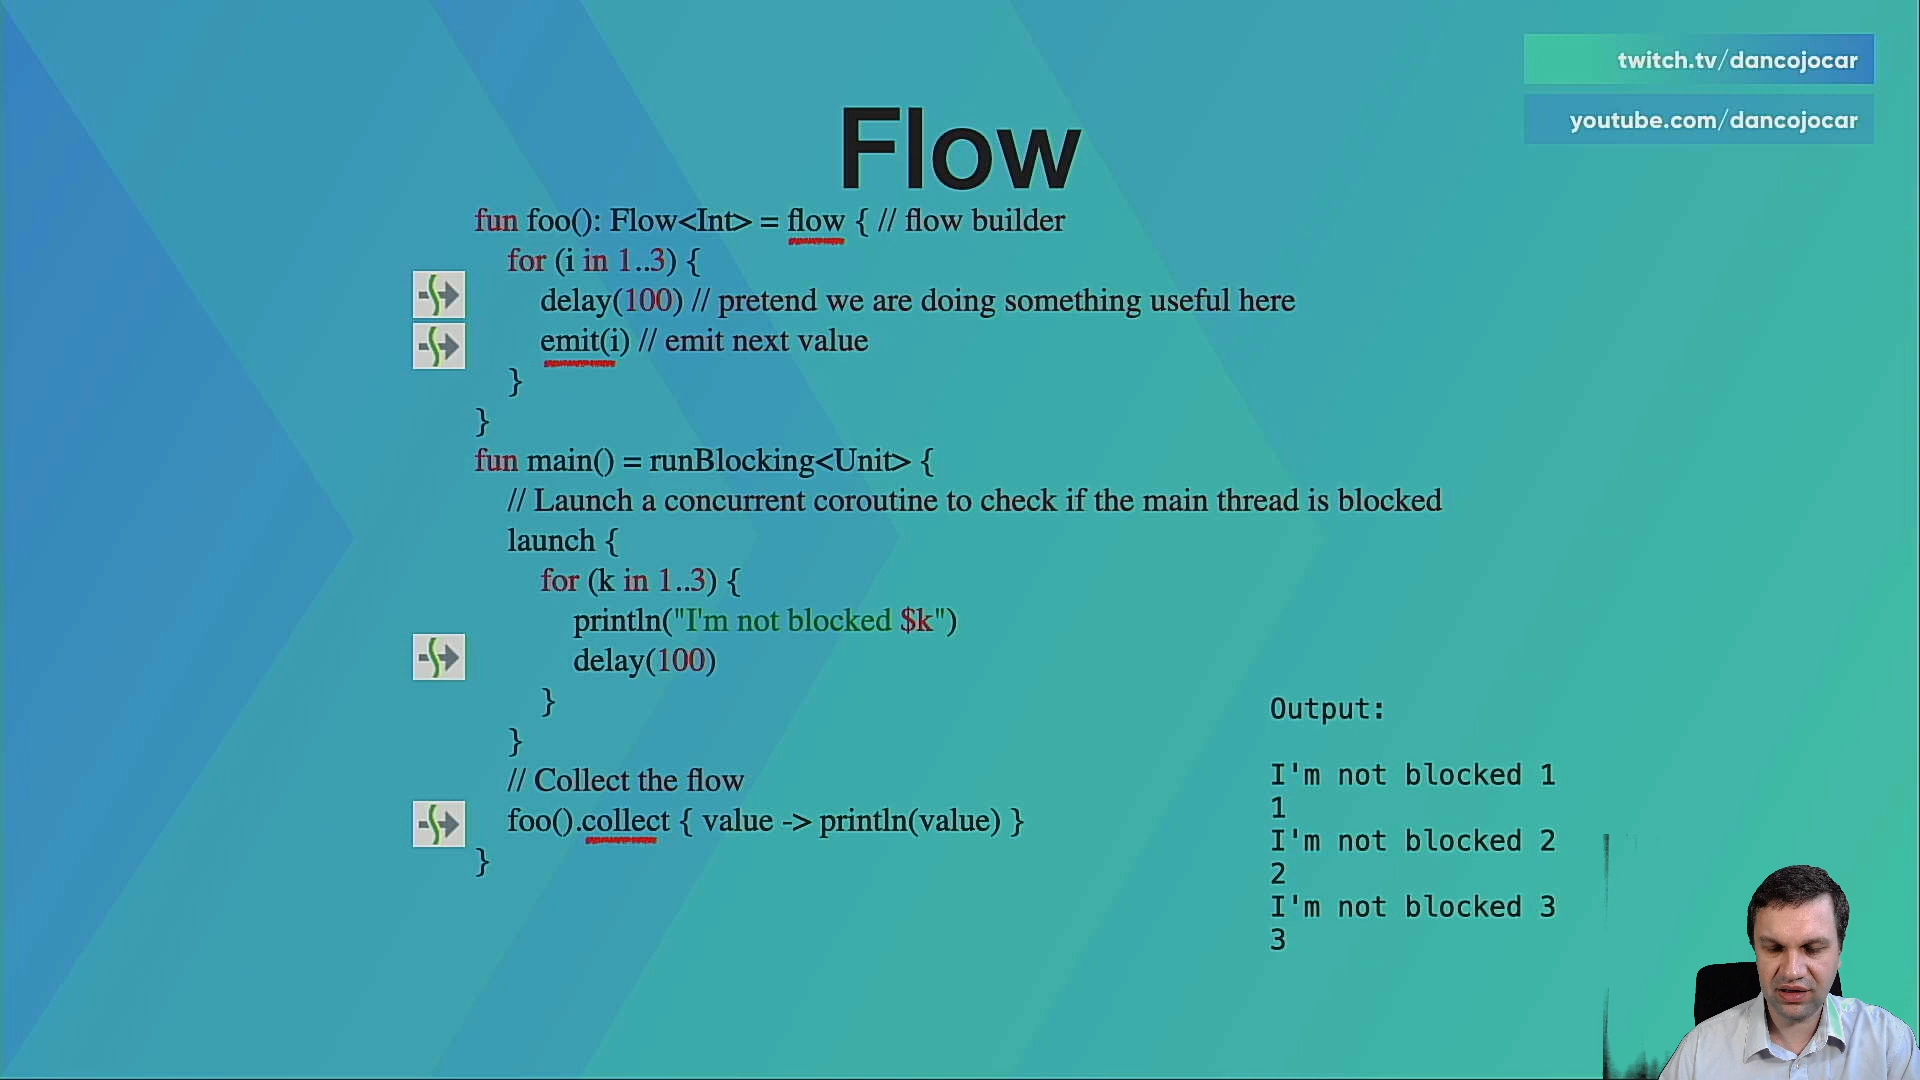 twitch.tv/dancojocar
youtube.com/dancojocar
Flow
fun foo(): Flow<Int> = flow { // flow builder
for (i in 1..3) {
delay(100) // pretend we are doing something useful here
emit(i) // emit next value
}
}
fun main() = runBlocking<Unit> {
// Launch a concurrent coroutine to check if the main thread is blocked
launch {
for (k in 1..3) {
println("I'm not blocked $k")
delay(100)
}
}
// Collect the flow
foo().collect { value -> println(value) }
}
Output:
I'm not blocked 1
1
I'm not blocked 2
2
I'm not blocked 3
3